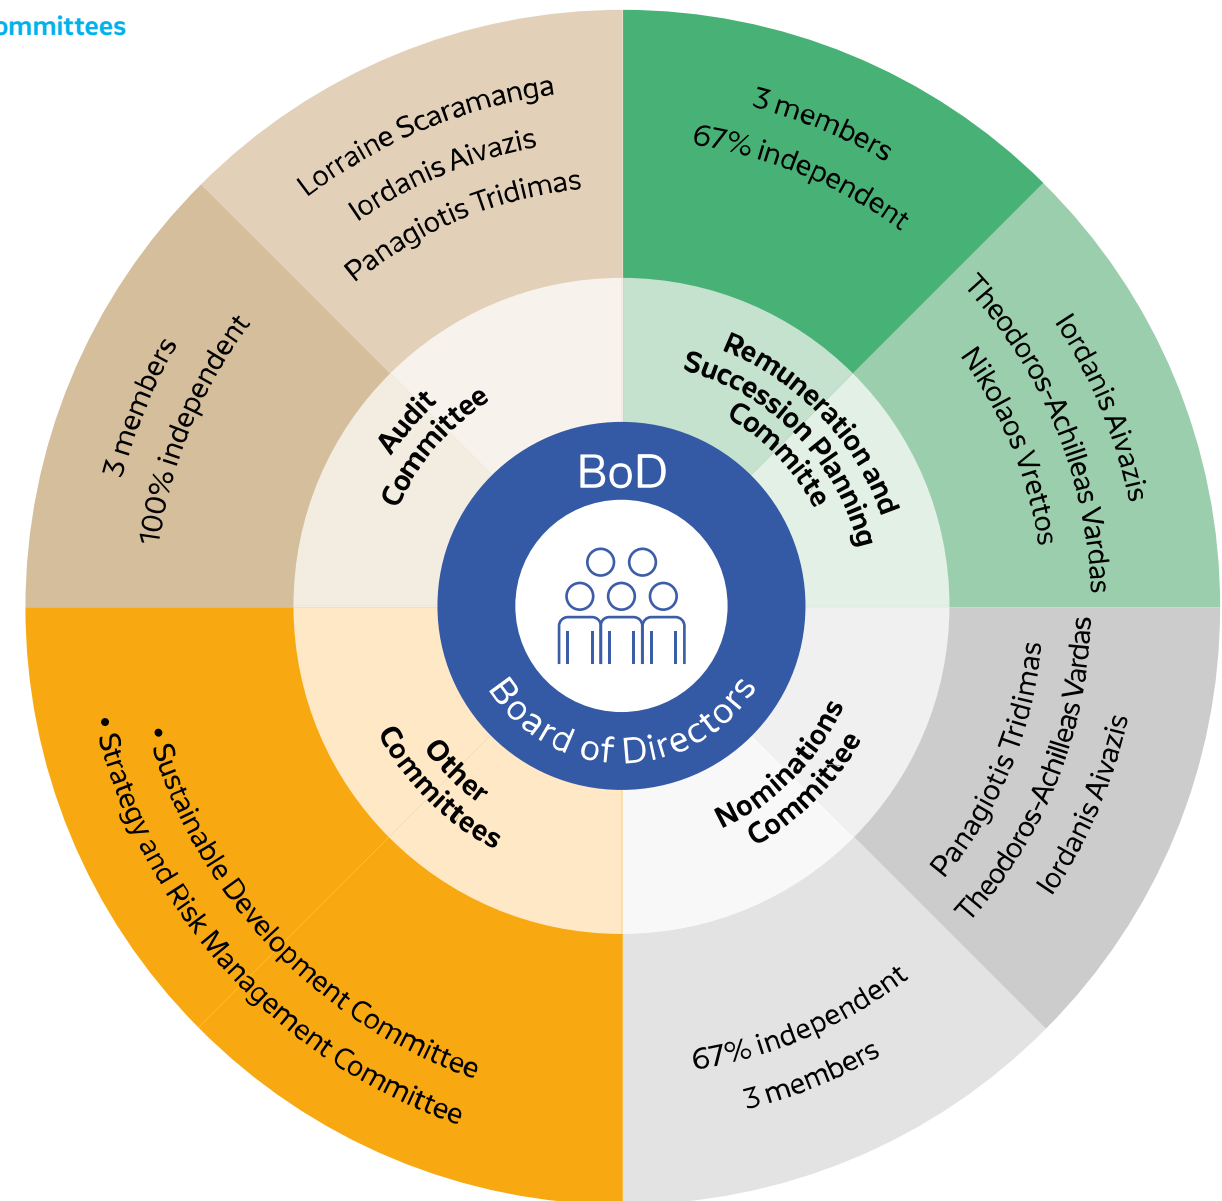 ommittees
Lorraine Scaramanga
Iordanis Aivazis
Panagiotis Tridimas
3 members
67% independent
3 members
100% independent
Audit
Committee
Remuneration and
Succession Planning
Committe
Iordanis Aivazis
Theodoros-Achilleas Vardas
Nikolaos Vrettos
BoD
Board of Directors
Other
Committees
• Sustainable Development Committee
• Strategy and Risk Management Committee
Nominations
Committee
Panagiotis Tridimas
Theodoros-Achilleas Vardas
Iordanis Aivazis
67% independent
3 members